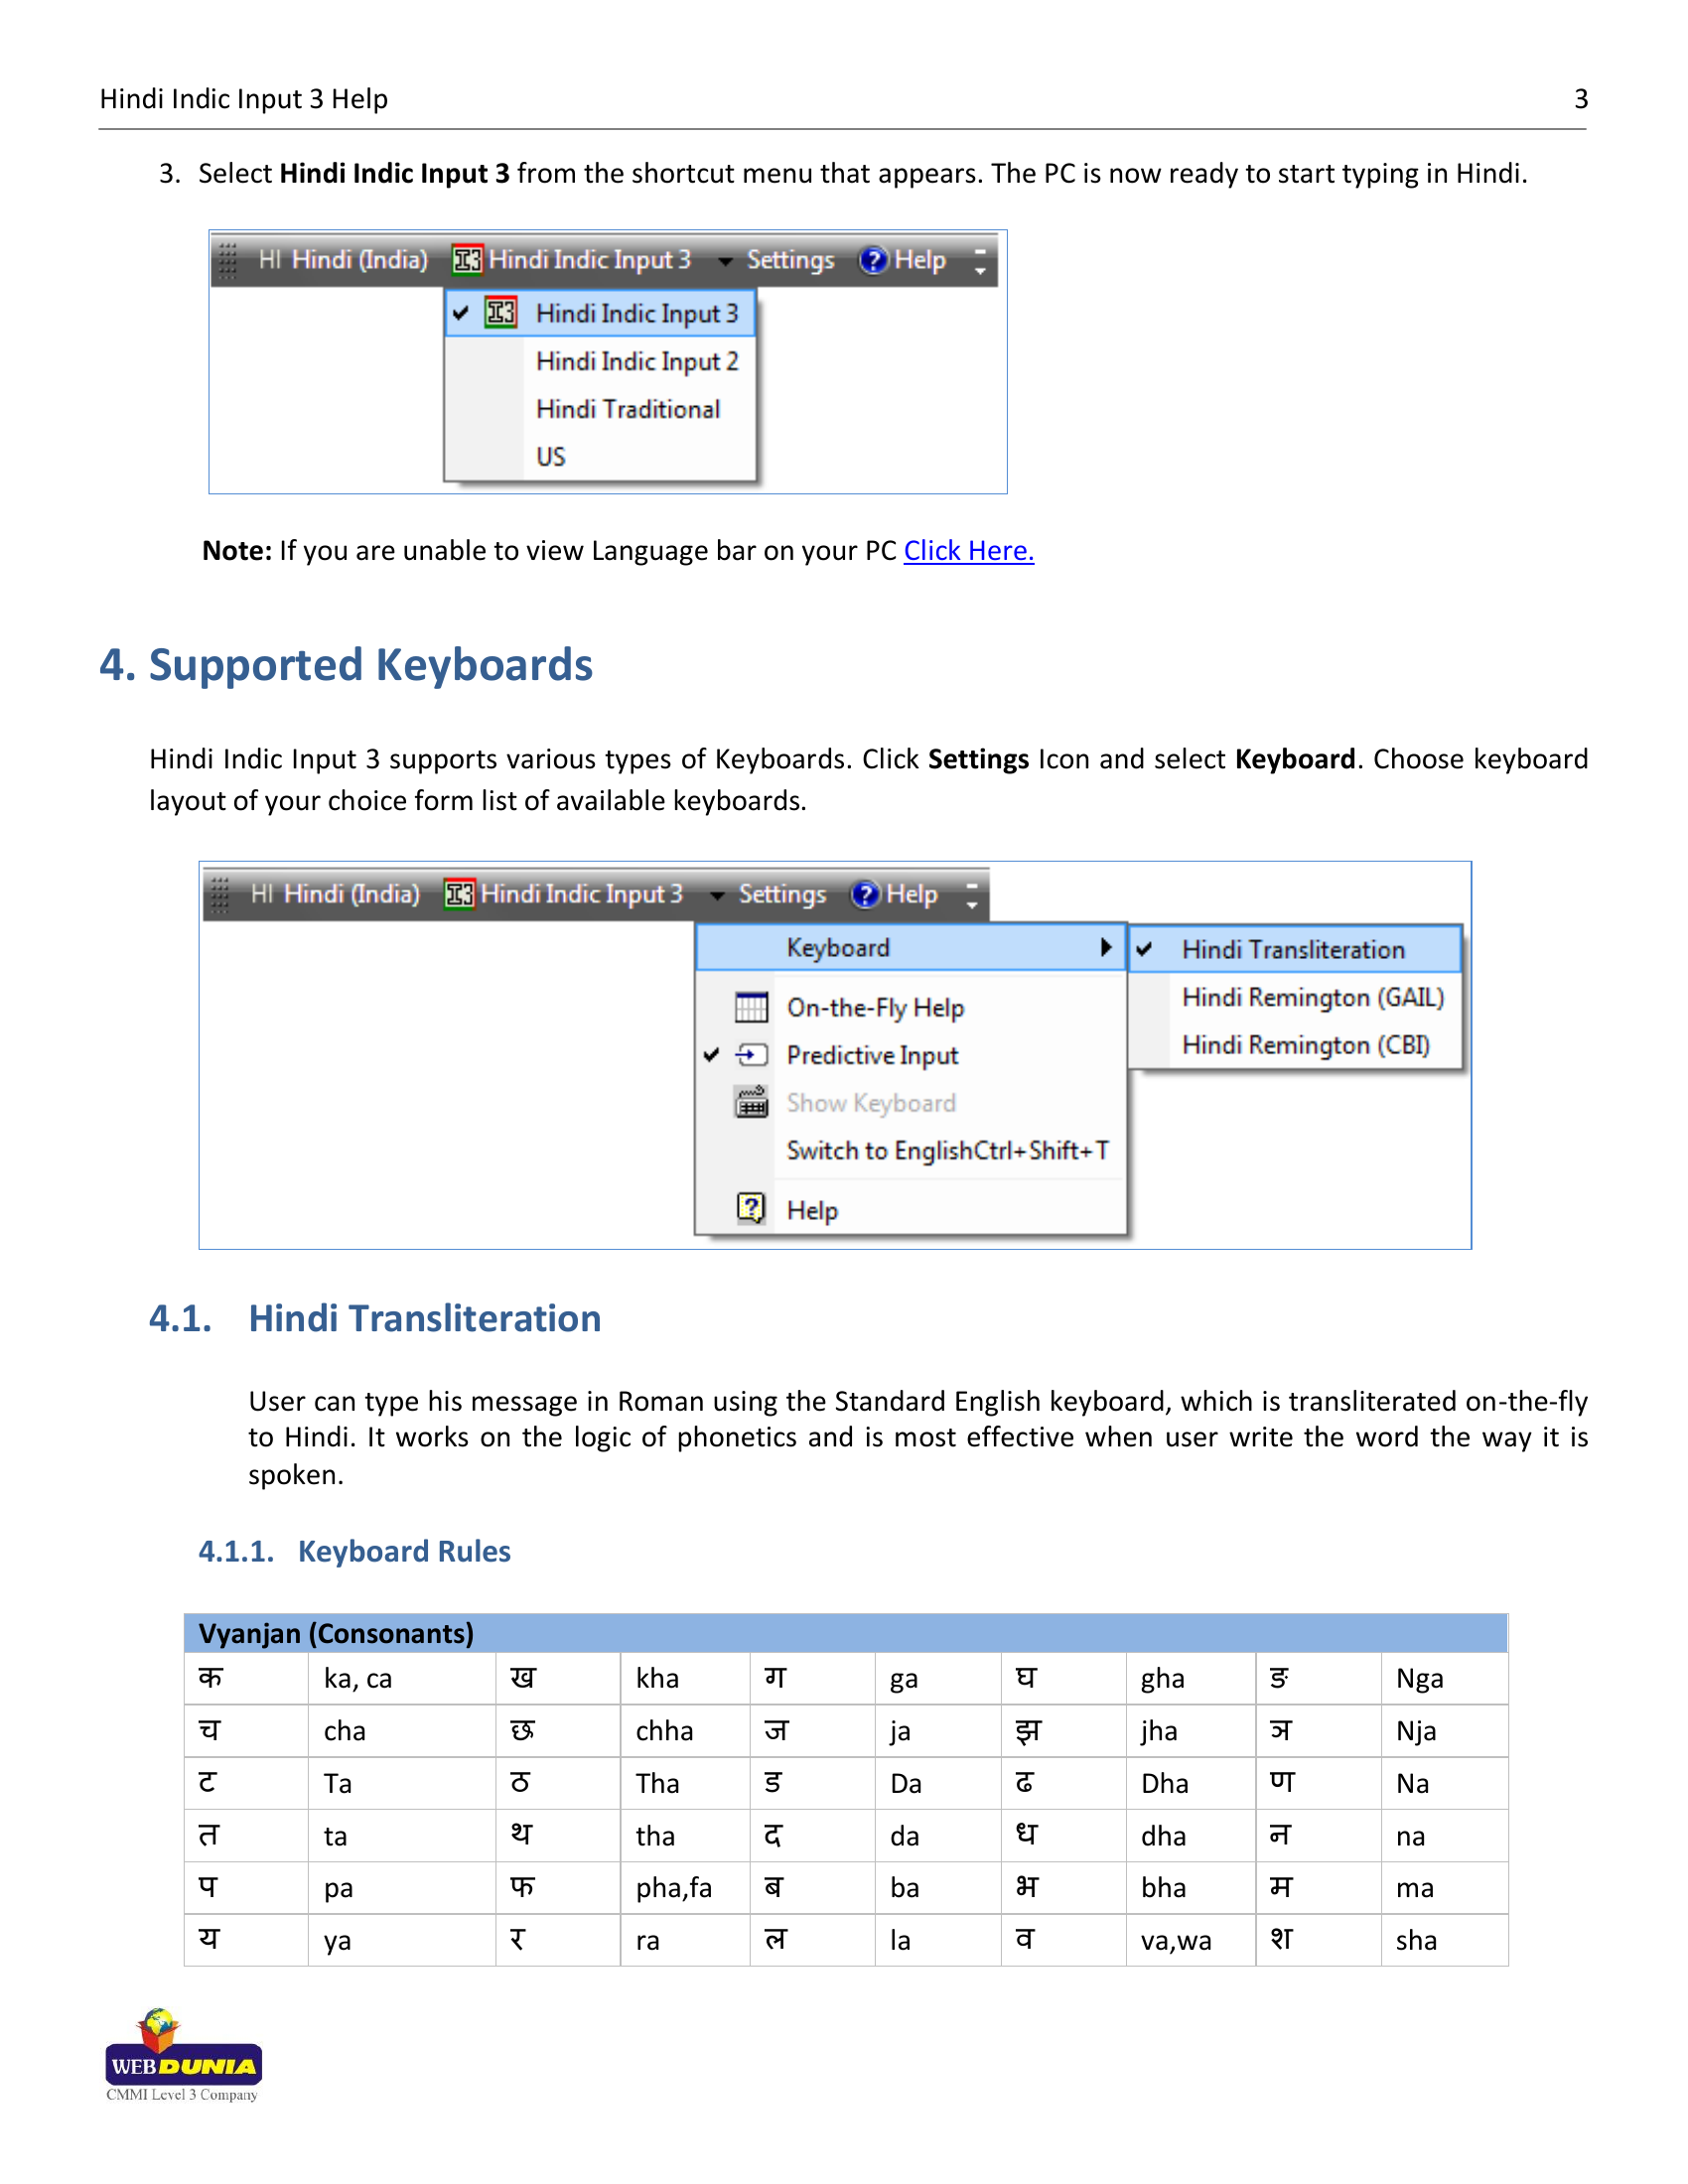 Hindi Indic Input 3 Help 3
3. Select Hindi Indic Input 3 from the shortcut menu that appears. The PC is now ready to start typing in Hindi.
HI Hindi (India) I3 Hindi Indic Input 3 Settings ? Help
I3 Hindi Indic Input 3
Hindi Indic Input 2
Hindi Traditional
US
Note: If you are unable to view Language bar on your PC Click Here.
4. Supported Keyboards
Hindi Indic Input 3 supports various types of Keyboards. Click Settings Icon and select Keyboard. Choose keyboard
layout of your choice form list of available keyboards.
HI Hindi (India) I3 Hindi Indic Input 3 Settings ? Help
Keyboard Hindi Transliteration
Hindi Remington (GAIL)
Hindi Remington (CBI)
On-the-Fly Help
Predictive Input
Show Keyboard
Switch to EnglishCtrl+Shift+T
? Help
4.1. Hindi Transliteration
User can type his message in Roman using the Standard English keyboard, which is transliterated on-the-fly
to Hindi. It works on the logic of phonetics and is most effective when user write the word the way it is
spoken.
4.1.1. Keyboard Rules
Vyanjan (Consonants)
क ka, ca ख kha ग ga घ gha ङ Nga
च cha छ chha ज ja झ jha ञ Nja
ट Ta ठ Tha ड Da ढ Dha ण Na
त ta थ tha द da ध dha न na
प pa फ pha,fa ब ba भ bha म ma
य ya र ra ल la व va,wa श sha
WEBDUNIA
CMMI Level 3 Company